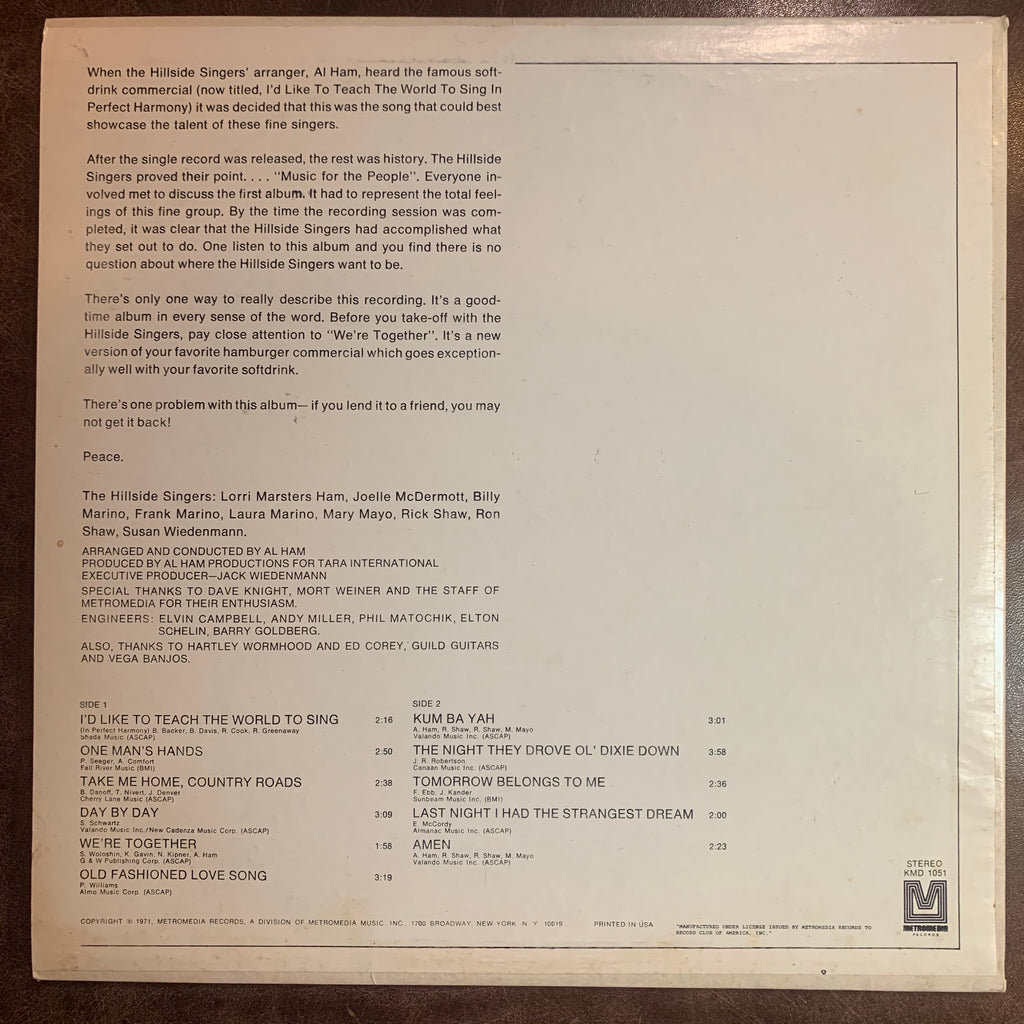 When the Hillside Singers' arranger, Al Ham, heard the famous soft-
drink commercial (now titled, I'd Like To Teach The World To Sing In
Perfect Harmony) it was decided that this was the song that could best
showcase the talent of these fine singers.
After the single record was released, the rest was history. The Hillside
Singers proved their point. . . . "Music for the People". Everyone in-
volved met to discuss the first album. It had to represent the total feel-
ings of this fine group. By the time the recording session was com-
pleted, it was clear that the Hillside Singers had accomplished what
they set out to do. One listen to this album and you find there is no
question about where the Hillside Singers want to be.
There's only one way to really describe this recording. It's a good-
time album in every sense of the word. Before you take-off with the
Hillside Singers, pay close attention to "We're Together". It's a new
version of your favorite hamburger commercial which goes exception-
ally well with your favorite softdrink.
There's one problem with this album— if you lend it to a friend, you may
not get it back!
Peace.
The Hillside Singers: Lorri Marsters Ham, Joelle McDermott, Billy
Marino, Frank Marino, Laura Marino, Mary Mayo, Rick Shaw, Ron
Shaw, Susan Wiedenmann.
ARRANGED AND CONDUCTED BY AL HAM
PRODUCED BY AL HAM PRODUCTIONS FOR TARA INTERNATIONAL
EXECUTIVE PRODUCER—JACK WIEDENMANN
SPECIAL THANKS TO DAVE KNIGHT, MORT WEINER AND THE STAFF OF
METROMEDIA FOR THEIR ENTHUSIASM.
ENGINEERS: ELVIN CAMPBELL, ANDY MILLER, PHIL MATOCHIK, ELTON
SCHELIN, BARRY GOLDBERG.
ALSO, THANKS TO HARTLEY WORMHOOD AND ED COREY, GUILD GUITARS
AND VEGA BANJOS.
SIDE 1
I'D LIKE TO TEACH THE WORLD TO SING 2:16
(In Perfect Harmony) B. Backer, B. Davis, R. Cook, R. Greenaway
Shada Music (ASCAP)
ONE MAN'S HANDS 2:50
P. Seeger, A. Comfort
Fall River Music (BMI)
TAKE ME HOME, COUNTRY ROADS 2:38
B. Danoff, T. Nivert, J. Denver
Cherry Lane Music (ASCAP)
DAY BY DAY 3:09
S. Schwartz
Valando Music Inc./New Cadenza Music Corp. (ASCAP)
WE'RE TOGETHER 1:58
S. Woloshin, K. Gavin, N. Kipner, A. Ham
G & W Publishing Corp. (ASCAP)
OLD FASHIONED LOVE SONG 3:19
P. Williams
Almo Music Corp. (ASCAP)
SIDE 2
KUM BA YAH 3:01
A. Ham, R. Shaw, R. Shaw, M. Mayo
Valando Music Inc. (ASCAP)
THE NIGHT THEY DROVE OL' DIXIE DOWN 3:58
J. R. Robertson
Canaan Music Inc. (ASCAP)
TOMORROW BELONGS TO ME 2:36
F. Ebb, J. Kander
Sunbeam Music Inc. (BMI)
LAST NIGHT I HAD THE STRANGEST DREAM 2:00
E. McCordy
Almanac Music Inc. (ASCAP)
AMEN 2:23
A. Ham, R. Shaw, R. Shaw, M. Mayo
Valando Music Inc. (ASCAP)
STEREO
KMD 1051
METROMEDIA
RECORDS
COPYRIGHT © 1971, METROMEDIA RECORDS, A DIVISION OF METROMEDIA MUSIC INC. 1700 BROADWAY, NEW YORK, N. Y. 10019 PRINTED IN USA
"MANUFACTURED UNDER LICENSE ISSUED BY METROMEDIA RECORDS TO
RECORD CLUB OF AMERICA, INC."
9